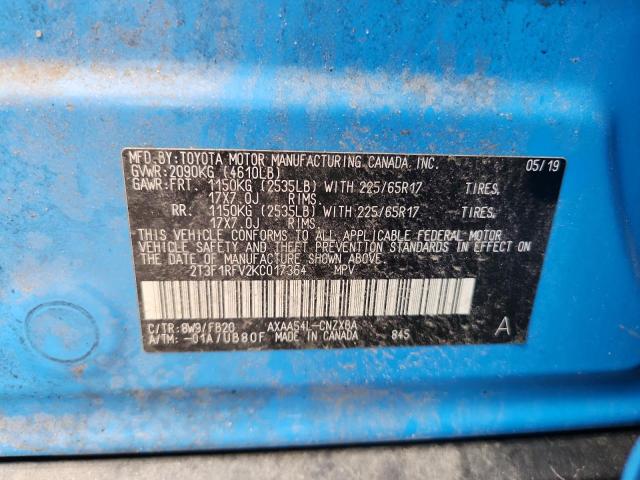 MFD.BY:TOYOTA MOTOR MANUFACTURING CANADA INC. 05/19
GVWR:2090KG (4610LB)
GAWR:FRT. 1150KG (2535LB) WITH 225/65R17 TIRES,
17X7.0J RIMS.
RR. 1150KG (2535LB) WITH 225/65R17 TIRES,
17X7.0J RIMS.
THIS VEHICLE CONFORMS TO ALL APPLICABLE FEDERAL MOTOR
VEHICLE SAFETY AND THEFT PREVENTION STANDARDS IN EFFECT ON
THE DATE OF MANUFACTURE SHOWN ABOVE.
2T3F1RFV2KC017364 MPV
C/TR:8W9/FB20 AXAA54L-CNZXBA A
A/TM: -01A/UB80F MADE IN CANADA 845